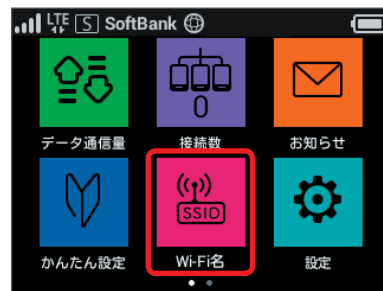 LTE S SoftBank
データ通信量 接続数 お知らせ
0
SSID
かんたん設定 Wi-Fi名 設定